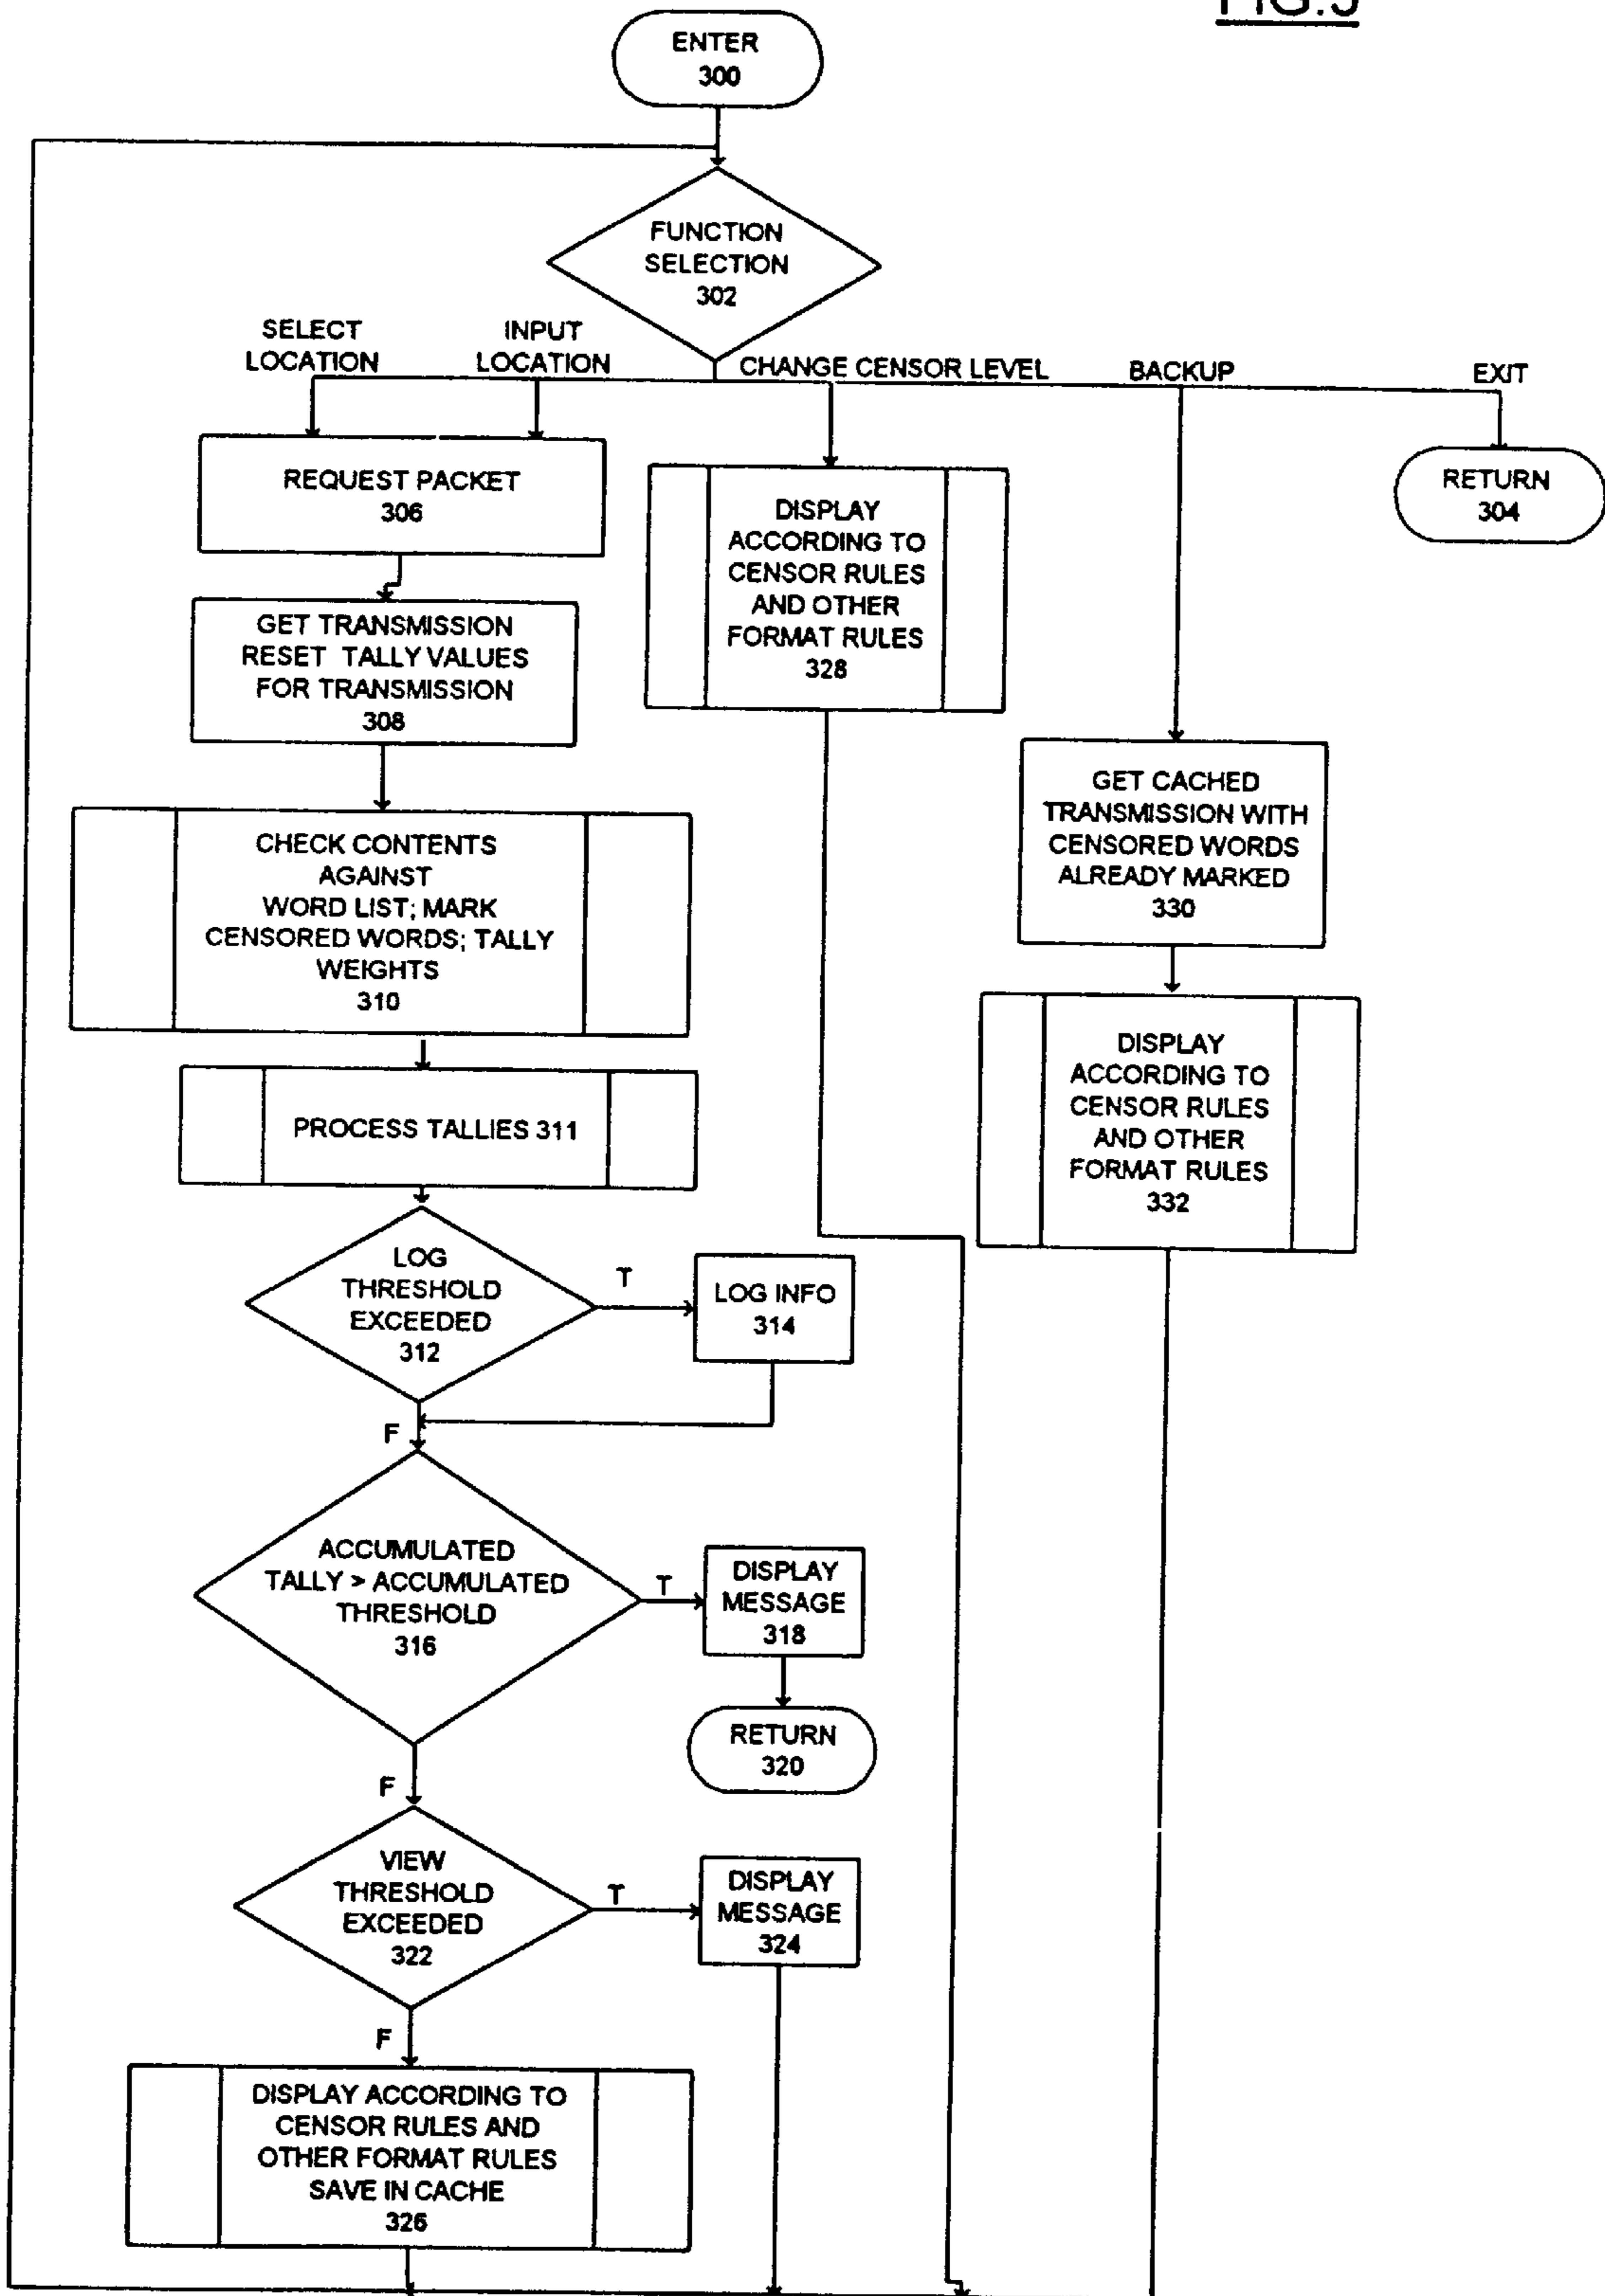 FIG.3
ENTER
300
FUNCTION
SELECTION
302
SELECT
LOCATION
INPUT
LOCATION
CHANGE CENSOR LEVEL
BACKUP
EXIT
REQUEST PACKET
306
DISPLAY
ACCORDING TO
CENSOR RULES
AND OTHER
FORMAT RULES
328
RETURN
304
GET TRANSMISSION
RESET TALLY VALUES
FOR TRANSMISSION
308
GET CACHED
TRANSMISSION WITH
CENSORED WORDS
ALREADY MARKED
330
CHECK CONTENTS
AGAINST
WORD LIST; MARK
CENSORED WORDS; TALLY
WEIGHTS
310
DISPLAY
ACCORDING TO
CENSOR RULES
AND OTHER
FORMAT RULES
332
PROCESS TALLIES 311
LOG
THRESHOLD
EXCEEDED
312
T
LOG INFO
314
F
ACCUMULATED
TALLY > ACCUMULATED
THRESHOLD
316
T
DISPLAY
MESSAGE
318
RETURN
320
F
VIEW
THRESHOLD
EXCEEDED
322
T
DISPLAY
MESSAGE
324
F
DISPLAY ACCORDING TO
CENSOR RULES AND
OTHER FORMAT RULES
SAVE IN CACHE
326